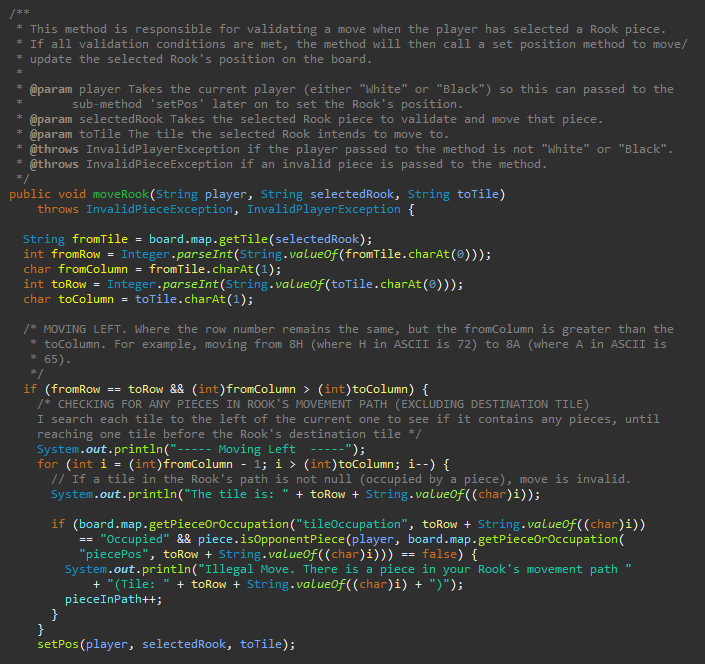 /**
 * This method is responsible for validating a move when the player has selected a Rook piece.
 * If all validation conditions are met, the method will then call a set position method to move/
 * update the selected Rook's position on the board.
 *
 * @param player Takes the current player (either "White" or "Black") so this can passed to the
 *       sub-method 'setPos' later on to set the Rook's position.
 * @param selectedRook Takes the selected Rook piece to validate and move that piece.
 * @param toTile The tile the selected Rook intends to move to.
 * @throws InvalidPlayerException if the player passed to the method is not "White" or "Black".
 * @throws InvalidPieceException if an invalid piece is passed to the method.
 */
public void moveRook(String player, String selectedRook, String toTile)
    throws InvalidPieceException, InvalidPlayerException {

  String fromTile = board.map.getTile(selectedRook);
  int fromRow = Integer.parseInt(String.valueOf(fromTile.charAt(0)));
  char fromColumn = fromTile.charAt(1);
  int toRow = Integer.parseInt(String.valueOf(toTile.charAt(0)));
  char toColumn = toTile.charAt(1);

  /* MOVING LEFT. Where the row number remains the same, but the fromColumn is greater than the
   * toColumn. For example, moving from 8H (where H in ASCII is 72) to 8A (where A in ASCII is
   * 65).
   */
  if (fromRow == toRow && (int)fromColumn > (int)toColumn) {
    /* CHECKING FOR ANY PIECES IN ROOK'S MOVEMENT PATH (EXCLUDING DESTINATION TILE)
    I search each tile to the left of the current one to see if it contains any pieces, until
    reaching one tile before the Rook's destination tile */
    System.out.println("----- Moving Left  -----");
    for (int i = (int)fromColumn - 1; i > (int)toColumn; i--) {
      // If a tile in the Rook's path is not null (occupied by a piece), move is invalid.
      System.out.println("The tile is: " + toRow + String.valueOf((char)i));

      if (board.map.getPieceOrOccupation("tileOccupation", toRow + String.valueOf((char)i))
          == "Occupied" && piece.isOpponentPiece(player, board.map.getPieceOrOccupation(
          "piecePos", toRow + String.valueOf((char)i))) == false) {
        System.out.println("Illegal Move. There is a piece in your Rook's movement path "
            + "(Tile: " + toRow + String.valueOf((char)i) + ")");
        pieceInPath++;
      }
    }
    setPos(player, selectedRook, toTile);